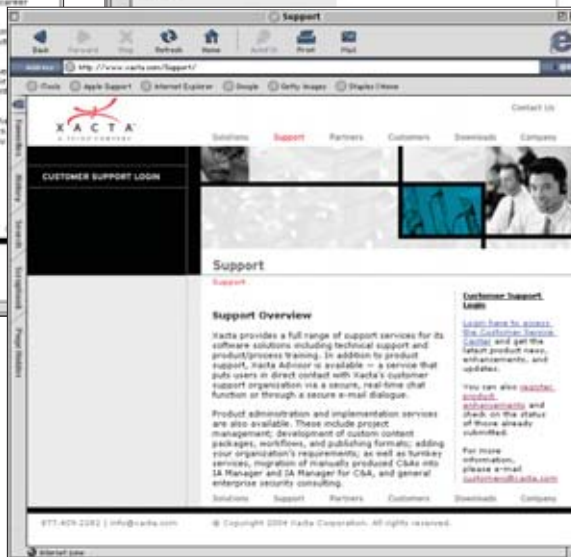 Support
Back
Forward
Stop
Refresh
Home
AutoFill
Print
Mail
Address
http://www.xacta.com/Support/
iTools
Apple Support
Internet Explorer
Google
Getty Images
Staples
Favorites
History
Search
Scrapbook
Page Holder
Contact Us
XACTA
Solutions
Support
Partners
Customers
Downloads
Company
CUSTOMER SUPPORT LOGIN
Support
Support
Support Overview
Xacta provides a full range of support services for its
software solutions including technical support and
product/process training. In addition to product
support, Xacta Advisor is available — a service that
puts users in direct contact with Xacta's customer
support organization via a secure, real-time chat
function or through a secure e-mail dialogue.
Product administration and implementation services
are also available. These include project
management; development of custom content
packages, workflows, and publishing formats; adding
your organization's requirements; as well as turnkey
services, migration of manually produced C&As into
IA Manager and IA Manager for C&A, and general
enterprise security consulting.
Customer Support
Login
Login here to access
the Customer Service
Center and get the
latest product news,
enhancements, and
updates.
You can also register
product
enhancements and
check on the status
of those already
submitted.
For more
information,
please e-mail
customers@xacta.com
Solutions
Support
Partners
Customers
Downloads
Company
877-409-2282 | info@xacta.com
© Copyright 2004 Xacta Corporation. All rights reserved.
Internet zone